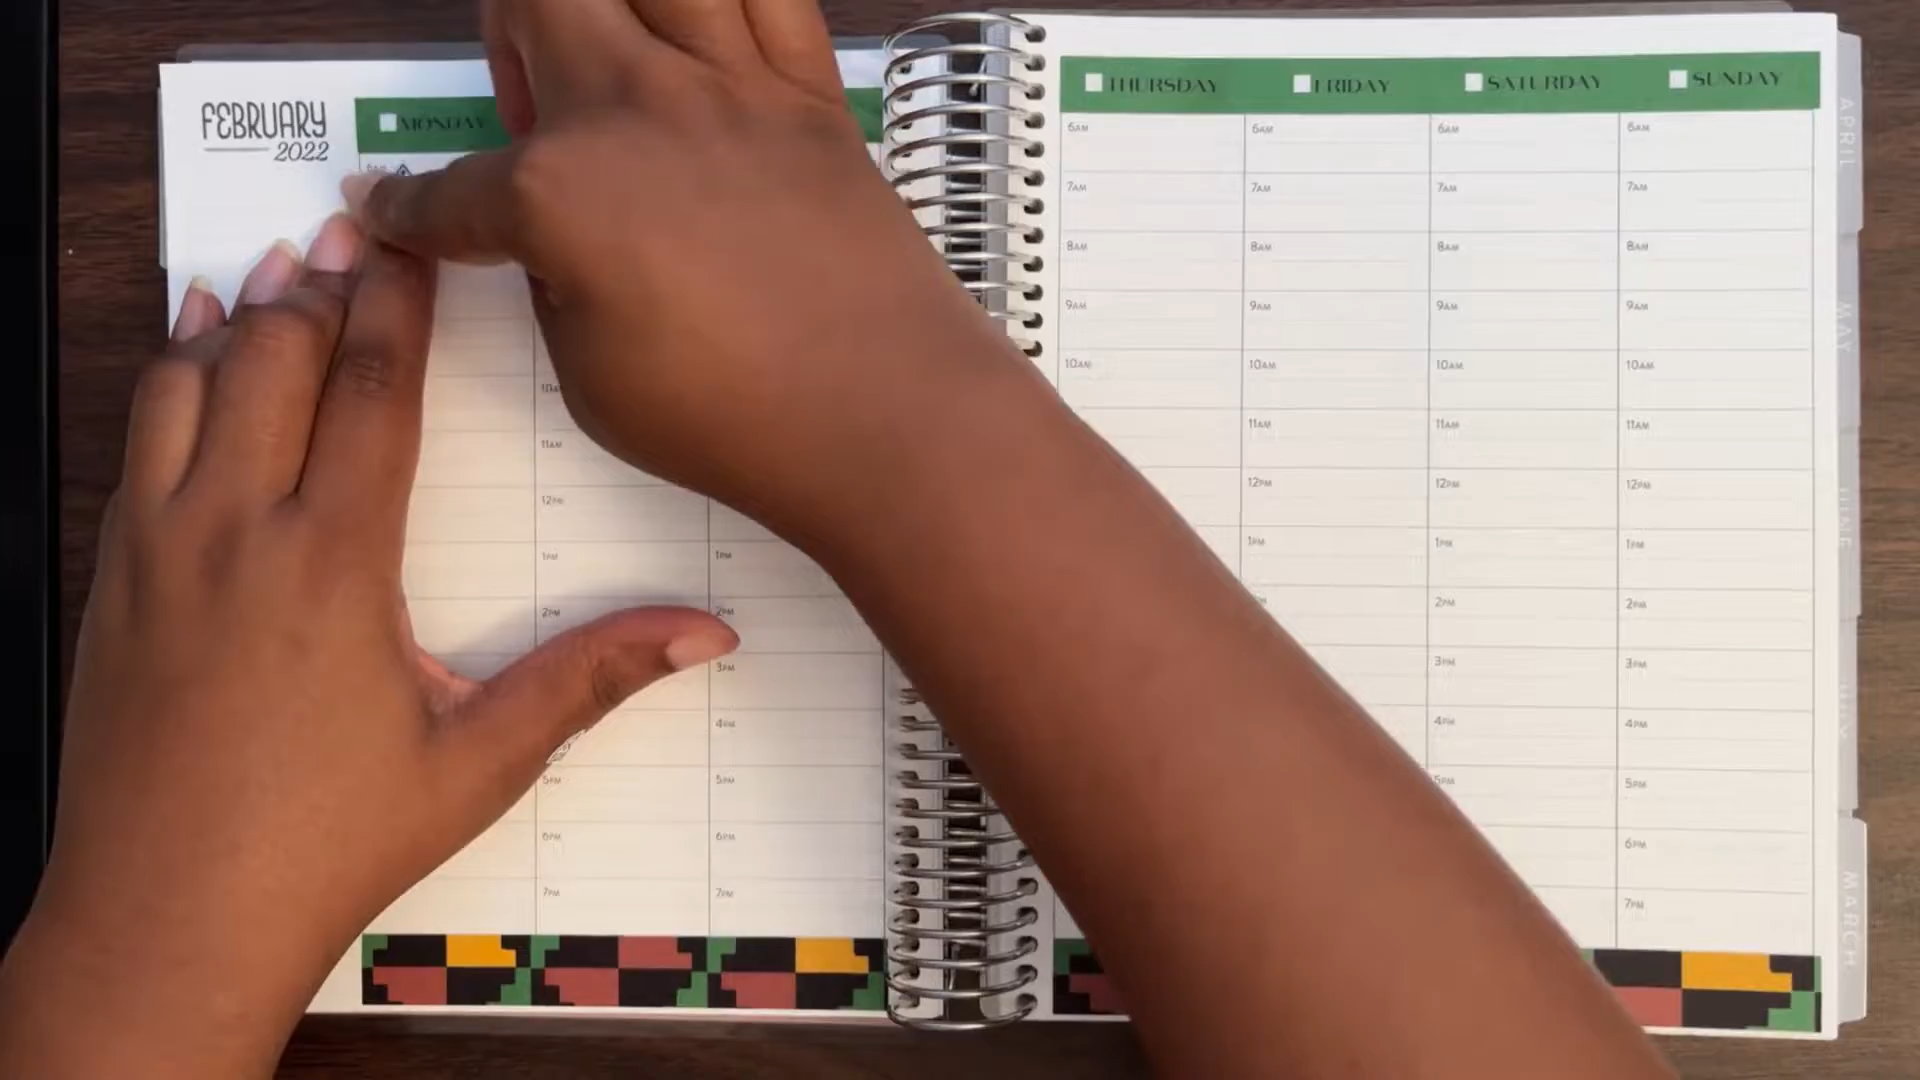 FEBRUARY
2022
MONDAY
10AM
11AM
12PM
1PM
2PM
5PM
6PM
7PM
1PM
2PM
3PM
4PM
5PM
6PM
7PM
THURSDAY FRIDAY SATURDAY SUNDAY
6AM 6AM 6AM 6AM
7AM 7AM 7AM 7AM
8AM 8AM 8AM 8AM
9AM 9AM 9AM 9AM
10AM 10AM 10AM 10AM
11AM 11AM 11AM
12PM 12PM 12PM
1PM 1PM 1PM
2PM 2PM
3PM 3PM
4PM 4PM
5PM 5PM
6PM
7PM
APRIL
MAY
JUNE
JULY
MARCH